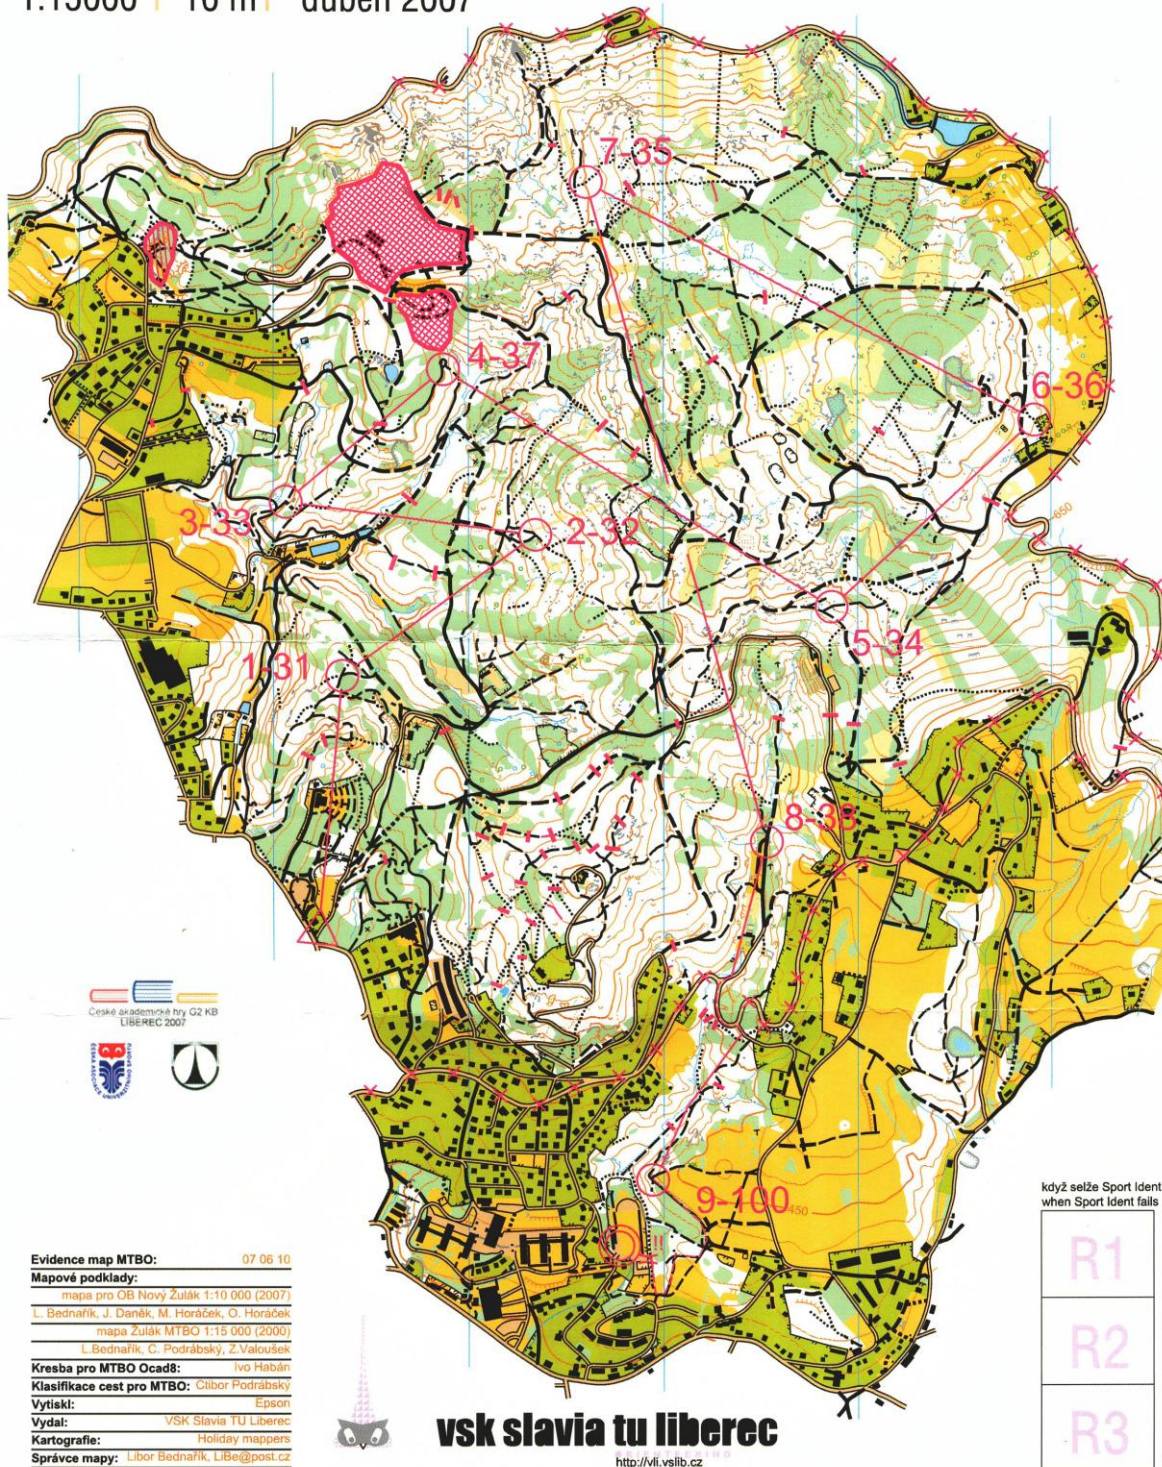 1:15000 10 m duben 2007
7-35
4-37
6-36
3-33
2-32
650
5-34
1-31
8-38
České akademické hry G2 KB
LIBEREC 2007
ČESKÁ ASOCIACE UNIVERZITNÍHO SPORTU
9-100
450
když selže Sport Ident
when Sport Ident fails
R1
R2
R3
Evidence map MTBO: 07 06 10
Mapové podklady:
mapa pro OB Nový Žulák 1:10 000 (2007)
L. Bednařík, J. Daněk, M. Horáček, O. Horáček
mapa Žulák MTBO 1:15 000 (2000)
L.Bednařík, C. Podrábský, Z.Valoušek
Kresba pro MTBO Ocad8: Ivo Habán
Klasifikace cest pro MTBO: Ctibor Podrábský
Vytiskl: Epson
Vydal: VSK Slavia TU Liberec
Kartografie: Holiday mappers
Správce mapy: Libor Bednařík, LiBe@post.cz
vsk slavia tu liberec
ORIENTEERING
http://vli.vslib.cz